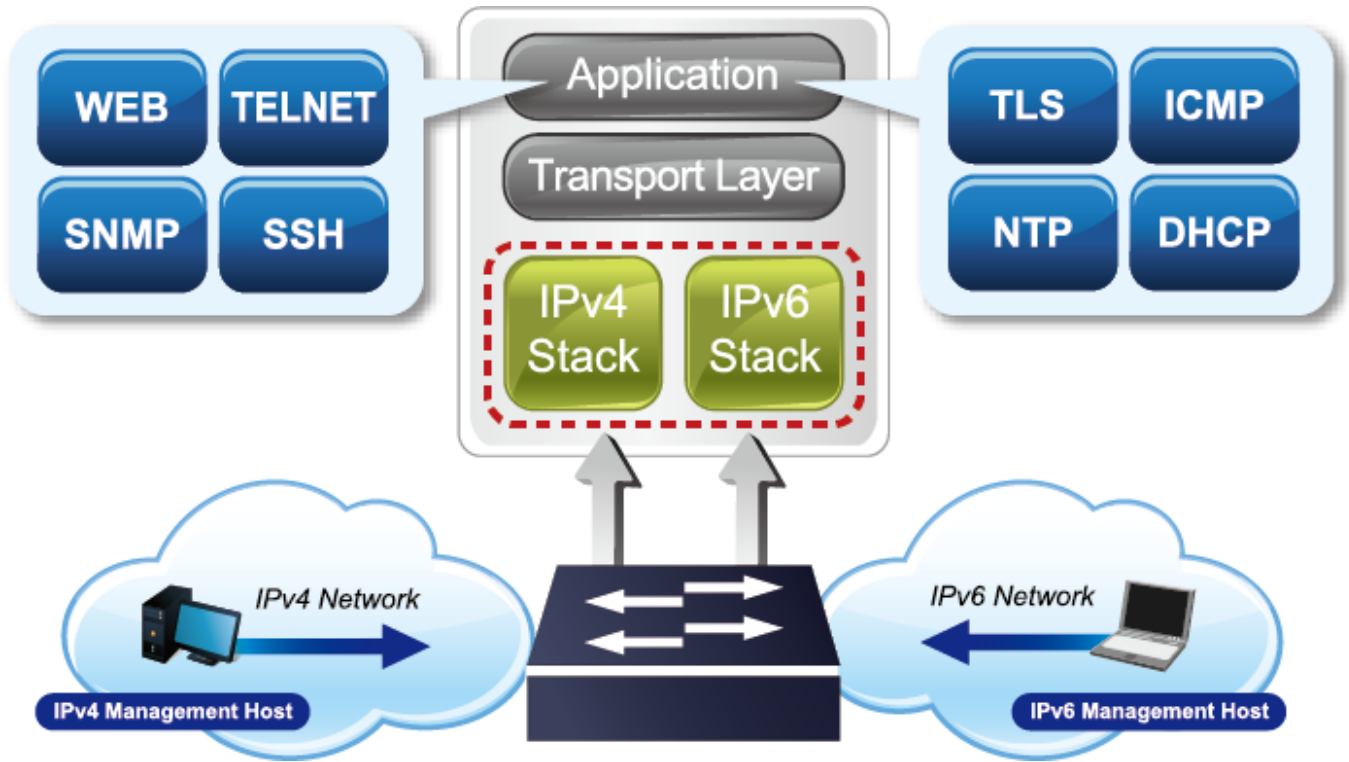 WEB
TELNET
SNMP
SSH
Application
Transport Layer
IPv4
Stack
IPv6
Stack
TLS
ICMP
NTP
DHCP
IPv4 Network
IPv4 Management Host
IPv6 Network
IPv6 Management Host